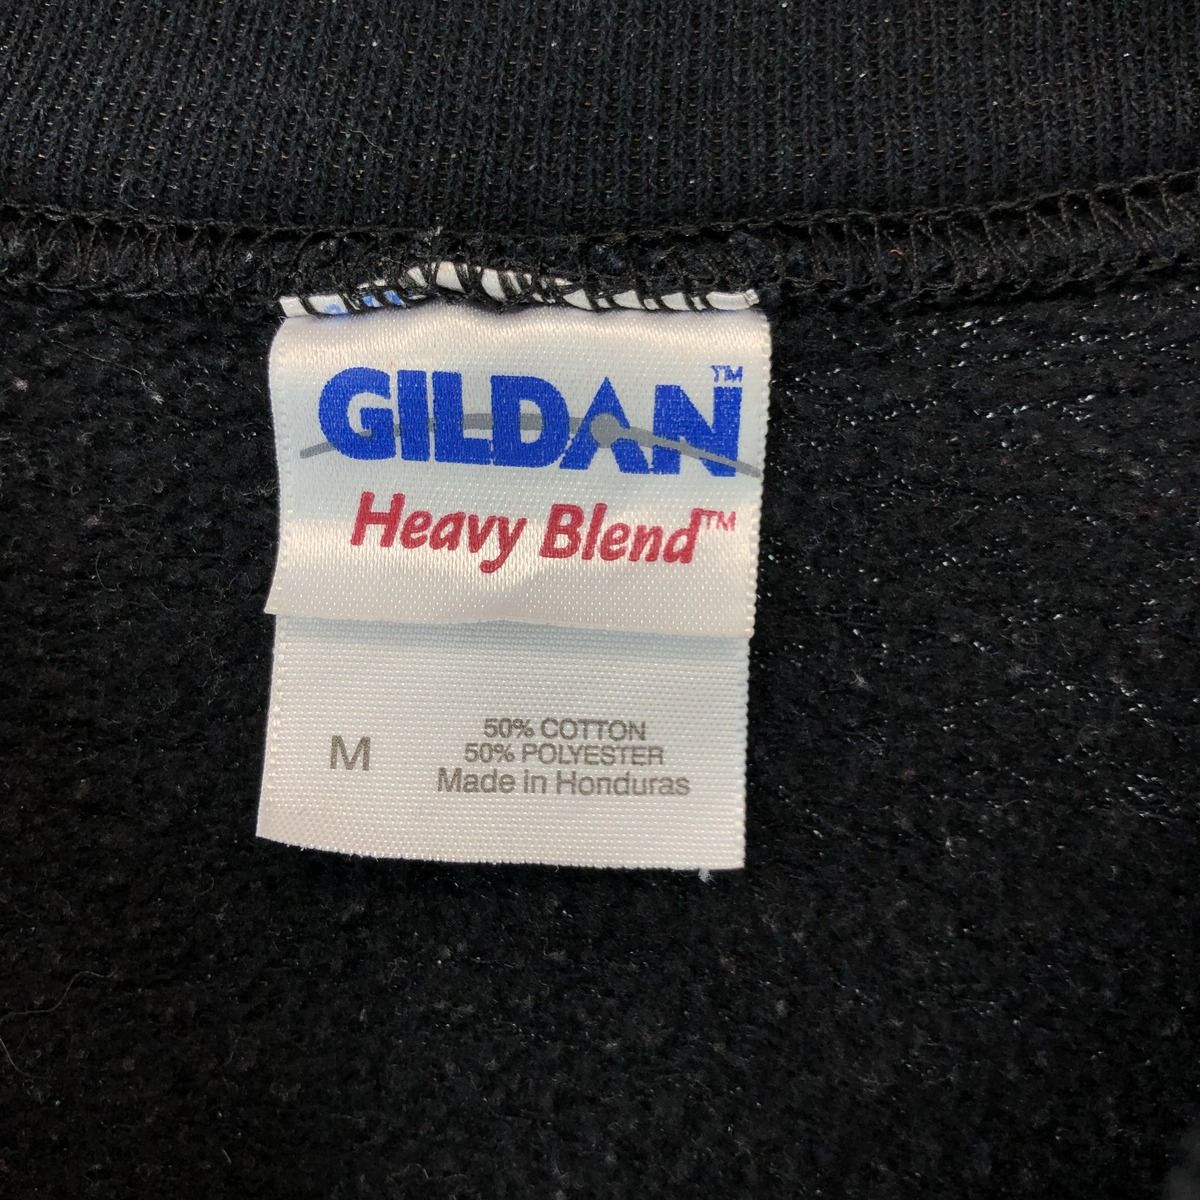 GILDAN™
Heavy Blend™
50% COTTON
M 50% POLYESTER
Made in Honduras